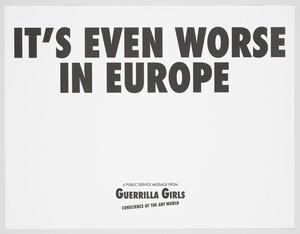 IT'S EVEN WORSE
IN EUROPE
A PUBLIC SERVICE MESSAGE FROM
GUERRILLA GIRLS
CONSCIENCE OF THE ART WORLD